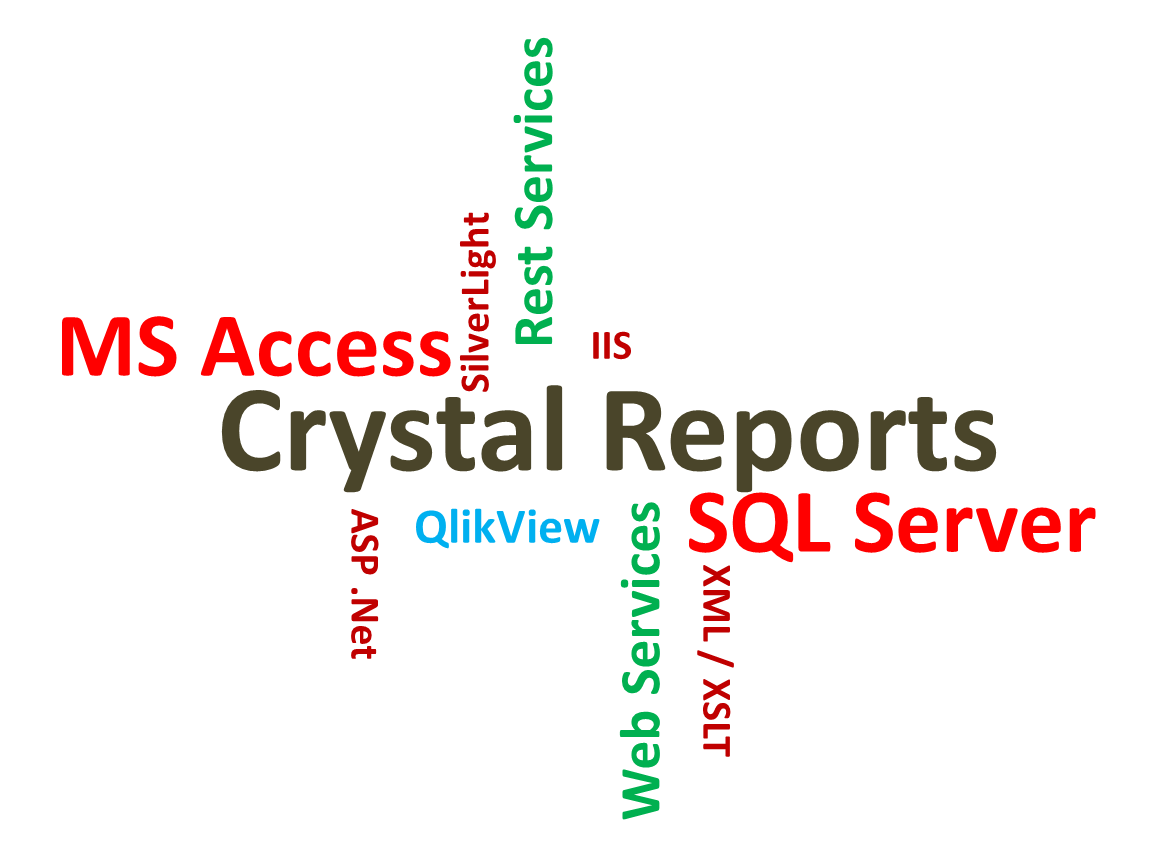 Rest Services
SilverLight
MS Access
IIS
Crystal Reports
SQL Server
QlikView
ASP .Net
Web Services
XML / XSLT